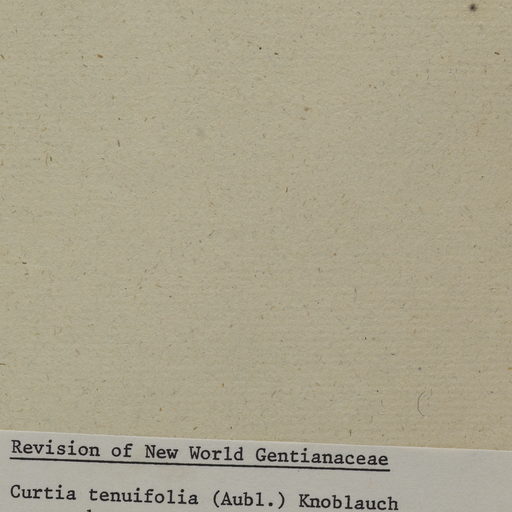 Revision of New World Gentianaceae
Curtia tenuifolia (Aubl.) Knoblauch